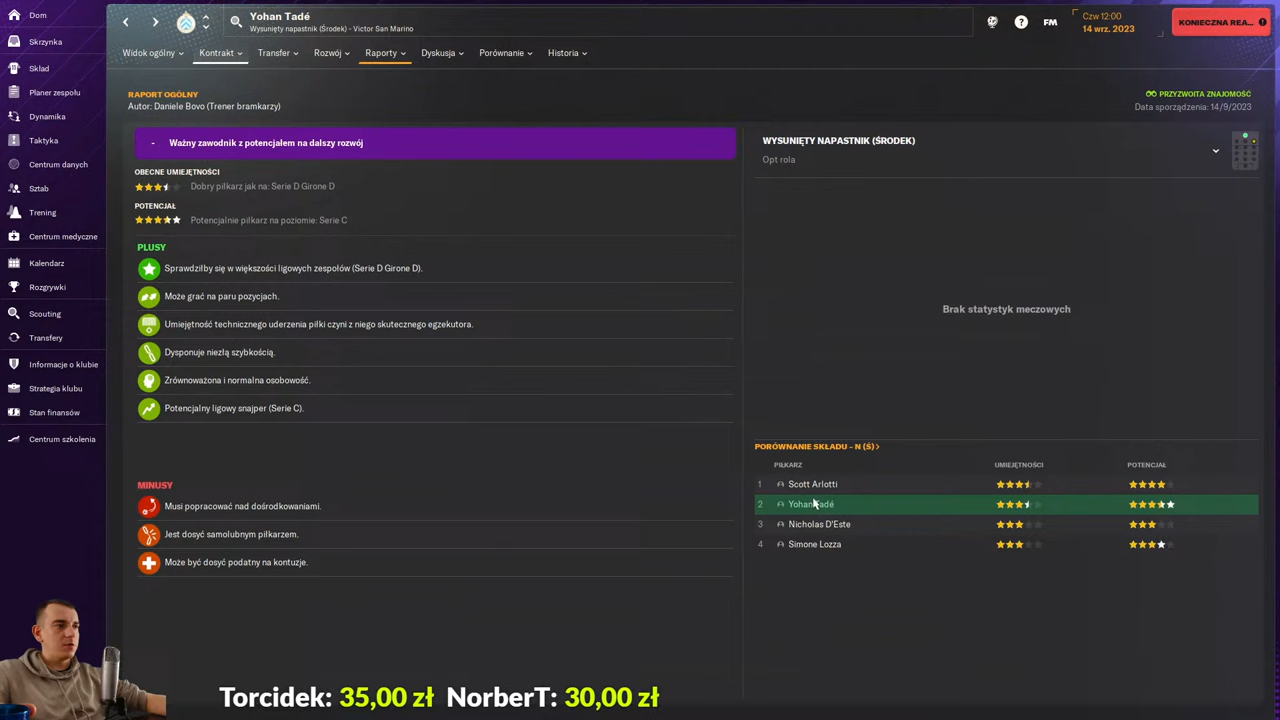 Dom
Skrzynka
Skład
Planer zespołu
Dynamika
Taktyka
Centrum danych
Sztab
Trening
Centrum medyczne
Kalendarz
Rozgrywki
Scouting
Transfery
Informacje o klubie
Strategia klubu
Stan finansów
Centrum szkolenia
Yohan Tadé
Wysunięty napastnik (Środek) - Victor San Marino
FM
Czw 12:00
14 wrz. 2023
KONIECZNA REA...
Widok ogólny
Kontrakt
Transfer
Rozwój
Raporty
Dyskusja
Porównanie
Historia
RAPORT OGÓLNY
Autor: Daniele Bovo (Trener bramkarzy)
PRZYZWOITA ZNAJOMOŚĆ
Data sporządzenia: 14/9/2023
- Ważny zawodnik z potencjałem na dalszy rozwój
OBECNE UMIEJĘTNOŚCI
Dobry piłkarz jak na: Serie D Girone D
POTENCJAŁ
Potencjalnie piłkarz na poziomie: Serie C
PLUSY
Sprawdziłby się w większości ligowych zespołów (Serie D Girone D).
Może grać na paru pozycjach.
Umiejętność technicznego uderzenia piłki czyni z niego skutecznego egzekutora.
Dysponuje niezłą szybkością.
Zrównoważona i normalna osobowość.
Potencjalny ligowy snajper (Serie C).
MINUSY
Musi popracować nad dośrodkowaniami.
Jest dosyć samolubnym piłkarzem.
Może być dosyć podatny na kontuzje.
WYSUNIĘTY NAPASTNIK (ŚRODEK)
Opt rola
Brak statystyk meczowych
PORÓWNANIE SKŁADU - N (Ś) >
PIŁKARZ UMIEJĘTNOŚCI POTENCJAŁ
1 Scott Arlotti
2 Yohan Tadé
3 Nicholas D'Este
4 Simone Lozza
Torcidek: 35,00 zł NorberT: 30,00 zł